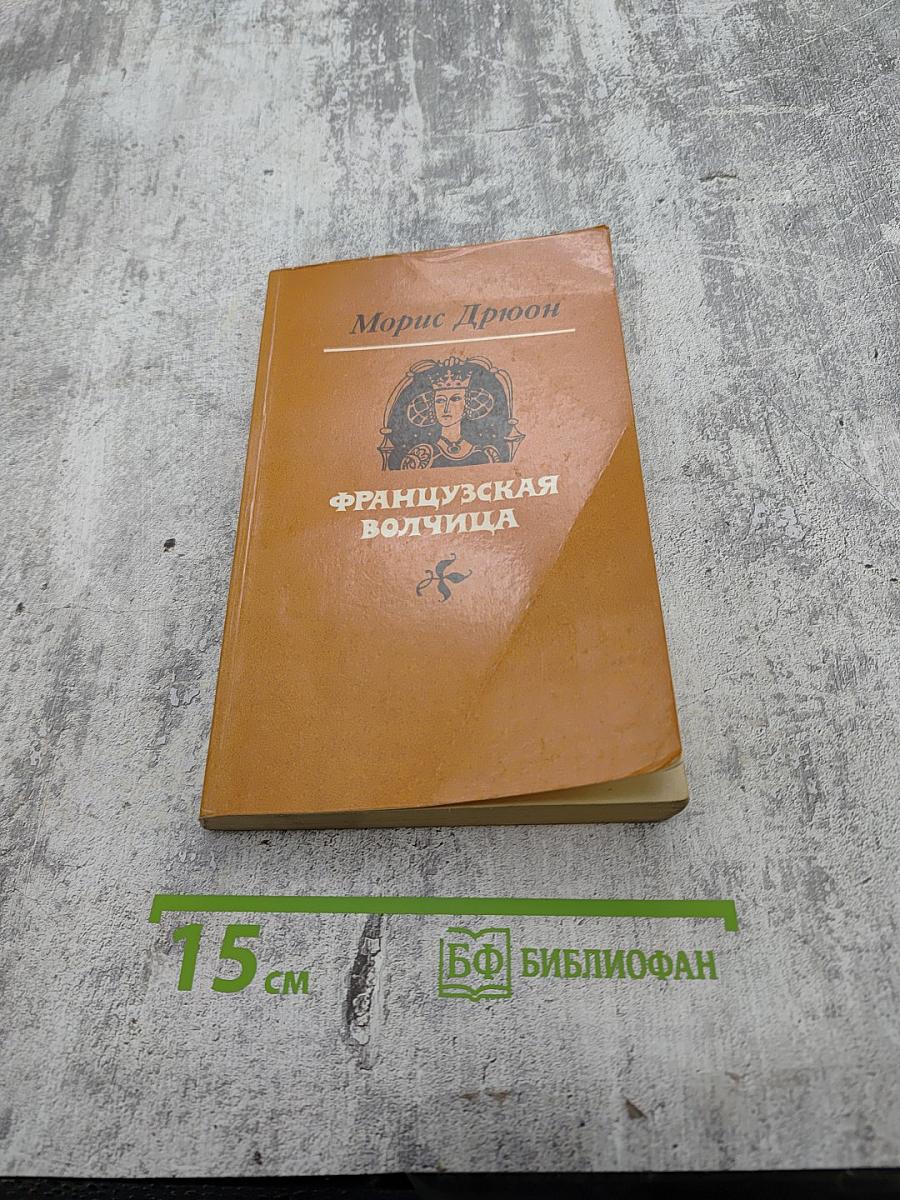 Морис Дрюон
ФРАНЦУЗСКАЯ
ВОЛЧИЦА
15 см
БФ БИБЛИОФАН